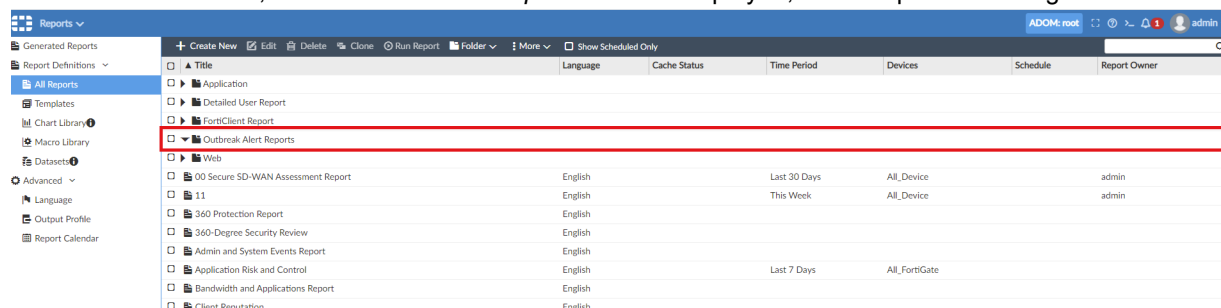 Reports
ADOM: root
1
admin
Generated Reports
Create New Edit Delete Clone Run Report Folder More Show Scheduled Only
Report Definitions
Title Language Cache Status Time Period Devices Schedule Report Owner
All Reports
Application
Templates
Detailed User Report
Chart Library
FortiClient Report
Macro Library
Outbreak Alert Reports
Datasets
Web
Advanced
00 Secure SD-WAN Assessment Report English Last 30 Days All_Device admin
Language
11 English This Week All_Device admin
Output Profile
360 Protection Report English
Report Calendar
360-Degree Security Review English
Admin and System Events Report English
Application Risk and Control English Last 7 Days All_FortiGate
Bandwidth and Applications Report English
Client Reputation English